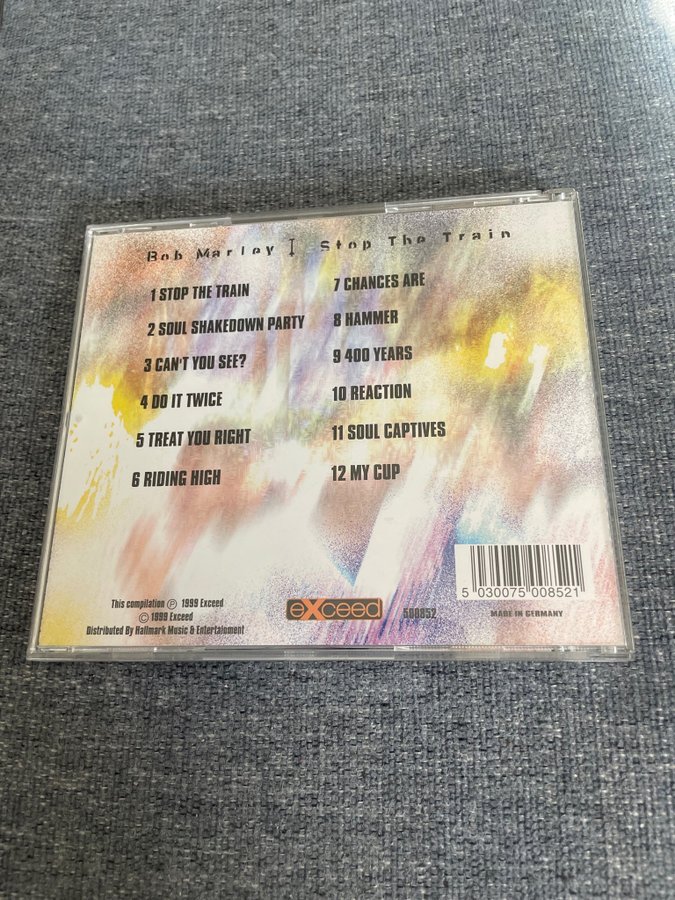 Bob Marley Stop The Train
1 STOP THE TRAIN
2 SOUL SHAKEDOWN PARTY
3 CAN'T YOU SEE?
4 DO IT TWICE
5 TREAT YOU RIGHT
6 RIDING HIGH
7 CHANCES ARE
8 HAMMER
9 400 YEARS
10 REACTION
11 SOUL CAPTIVES
12 MY CUP
This compilation Ⓟ 1999 Exceed
© 1999 Exceed
Distributed By Hallmark Music & Entertainment
exceed
500852
5 030075 008521
MADE IN GERMANY